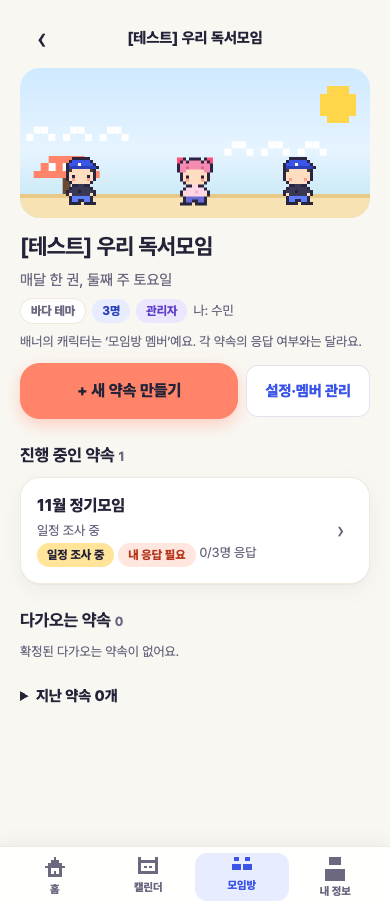 [테스트] 우리 독서모임
[테스트] 우리 독서모임
매달 한 권, 둘째 주 토요일
바다 테마 3명 관리자 나: 수민
배너의 캐릭터는 ‘모임방 멤버’예요. 각 약속의 응답 여부와는 달라요.
+ 새 약속 만들기 설정·멤버 관리
진행 중인 약속 1
11월 정기모임
일정 조사 중
일정 조사 중 내 응답 필요 0/3명 응답
다가오는 약속 0
확정된 다가오는 약속이 없어요.
▶ 지난 약속 0개
홈 캘린더 모임방 내 정보